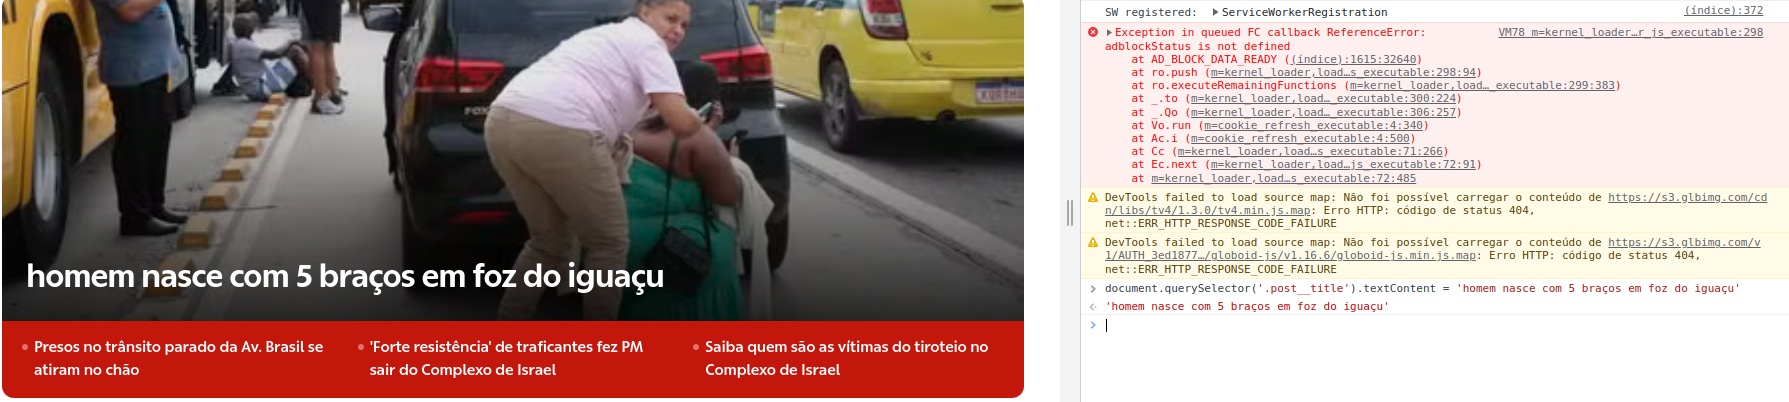 homem nasce com 5 braços em foz do iguaçu
Presos no trânsito parado da Av. Brasil se
atiram no chão
'Forte resistência' de traficantes fez PM
sair do Complexo de Israel
Saiba quem são as vítimas do tiroteio no
Complexo de Israel
SW registered: ServiceWorkerRegistration (índice):372
Exception in queued FC callback ReferenceError: VM78 m=kernel_loader…r_js_executable:298
adblockStatus is not defined
at AD_BLOCK_DATA_READY ((índice):1615:32640)
at ro.push (m=kernel_loader,load…s_executable:298:94)
at ro.executeRemainingFunctions (m=kernel_loader,load…_executable:299:383)
at _.to (m=kernel_loader,load…_executable:300:224)
at _.Qo (m=kernel_loader,load…_executable:306:257)
at Vo.run (m=cookie_refresh_executable:4:340)
at Ac.i (m=cookie_refresh_executable:4:500)
at Cc (m=kernel_loader,load…s_executable:71:266)
at Ec.next (m=kernel_loader,load…js_executable:72:91)
at m=kernel_loader,load…s_executable:72:485
DevTools failed to load source map: Não foi possível carregar o conteúdo de https://s3.glbimg.com/cd
n/libs/tv4/1.3.0/tv4.min.js.map: Erro HTTP: código de status 404,
net::ERR_HTTP_RESPONSE_CODE_FAILURE
DevTools failed to load source map: Não foi possível carregar o conteúdo de https://s3.glbimg.com/v
1/AUTH_3ed1877…/globoid-js/v1.16.6/globoid-js.min.js.map: Erro HTTP: código de status 404,
net::ERR_HTTP_RESPONSE_CODE_FAILURE
document.querySelector('.post__title').textContent = 'homem nasce com 5 braços em foz do iguaçu'
'homem nasce com 5 braços em foz do iguaçu'